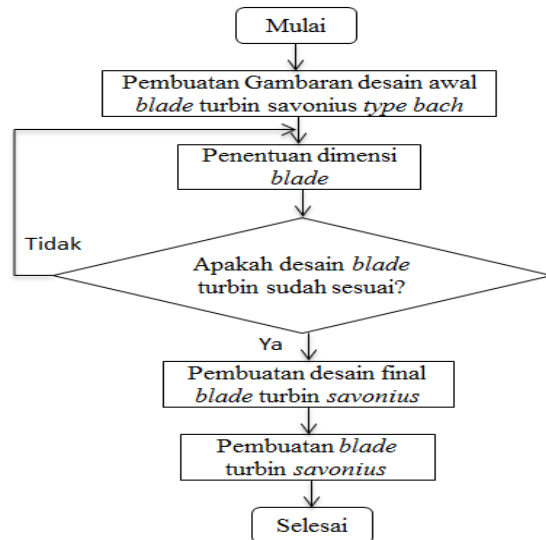 Mulai
Pembuatan Gambaran desain awal
blade turbin savonius type bach
Penentuan dimensi
blade
Tidak
Apakah desain blade
turbin sudah sesuai?
Ya
Pembuatan desain final
blade turbin savonius
Pembuatan blade
turbin savonius
Selesai